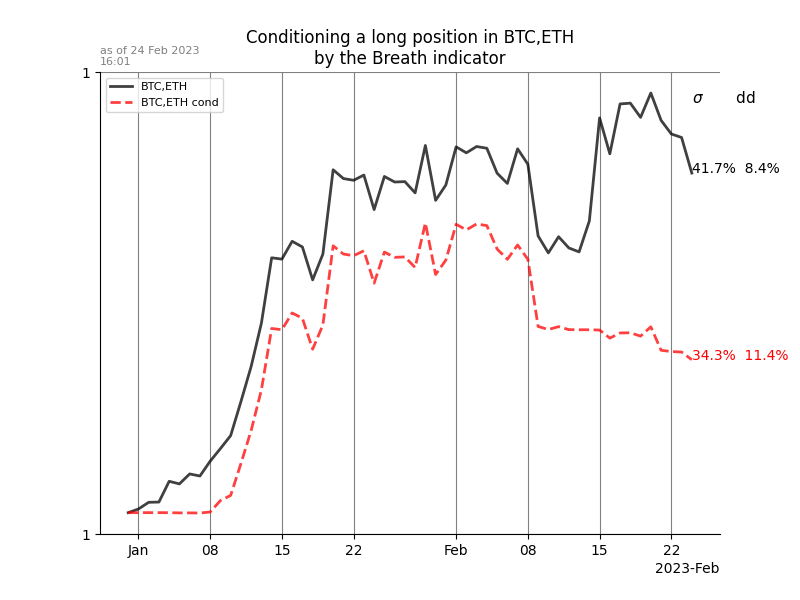 Conditioning a long position in BTC,ETH
by the Breath indicator
as of 24 Feb 2023
16:01
1
BTC,ETH
BTC,ETH cond
σ dd
41.7% 8.4%
34.3% 11.4%
1
Jan 08 15 22 Feb 08 15 22
2023-Feb